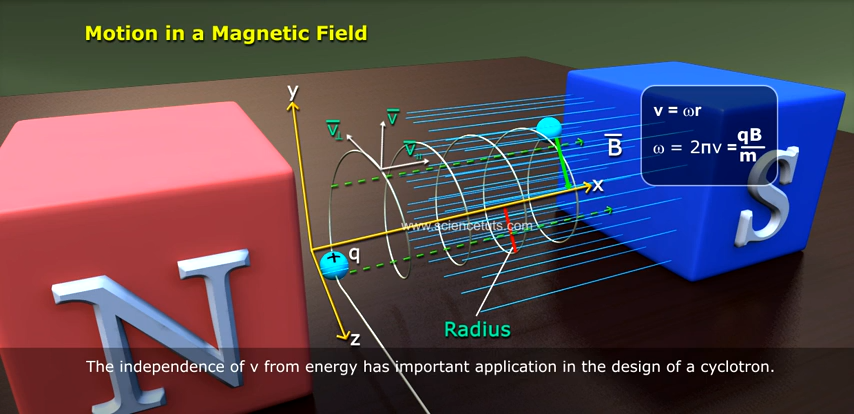 Motion in a Magnetic Field
y
v = ωr
ω = 2πν = qB/m
v̅⊥
v̅
v̅∥
B̅
x
S
www.sciencetuts.com
+ q
N
Radius
z
The independence of v from energy has important application in the design of a cyclotron.